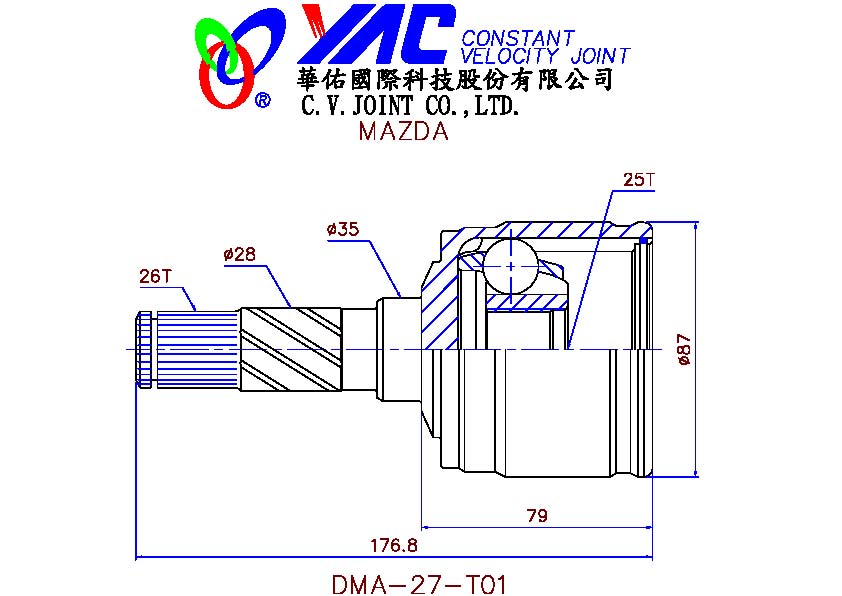 YAC CONSTANT
VELOCITY JOINT
®
華佑國際科技股份有限公司
C.V.JOINT CO.,LTD.
MAZDA
25T
ø35
ø28
26T
ø87
79
176.8
DMA-27-T01